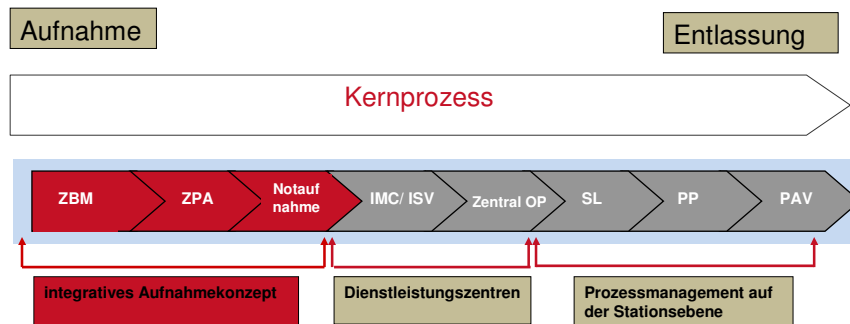 Aufnahme
Entlassung
Kernprozess
ZBM
ZPA
Notauf
nahme
IMC/ ISV
Zentral OP
SL
PP
PAV
integratives Aufnahmekonzept
Dienstleistungszentren
Prozessmanagement auf
der Stationsebene